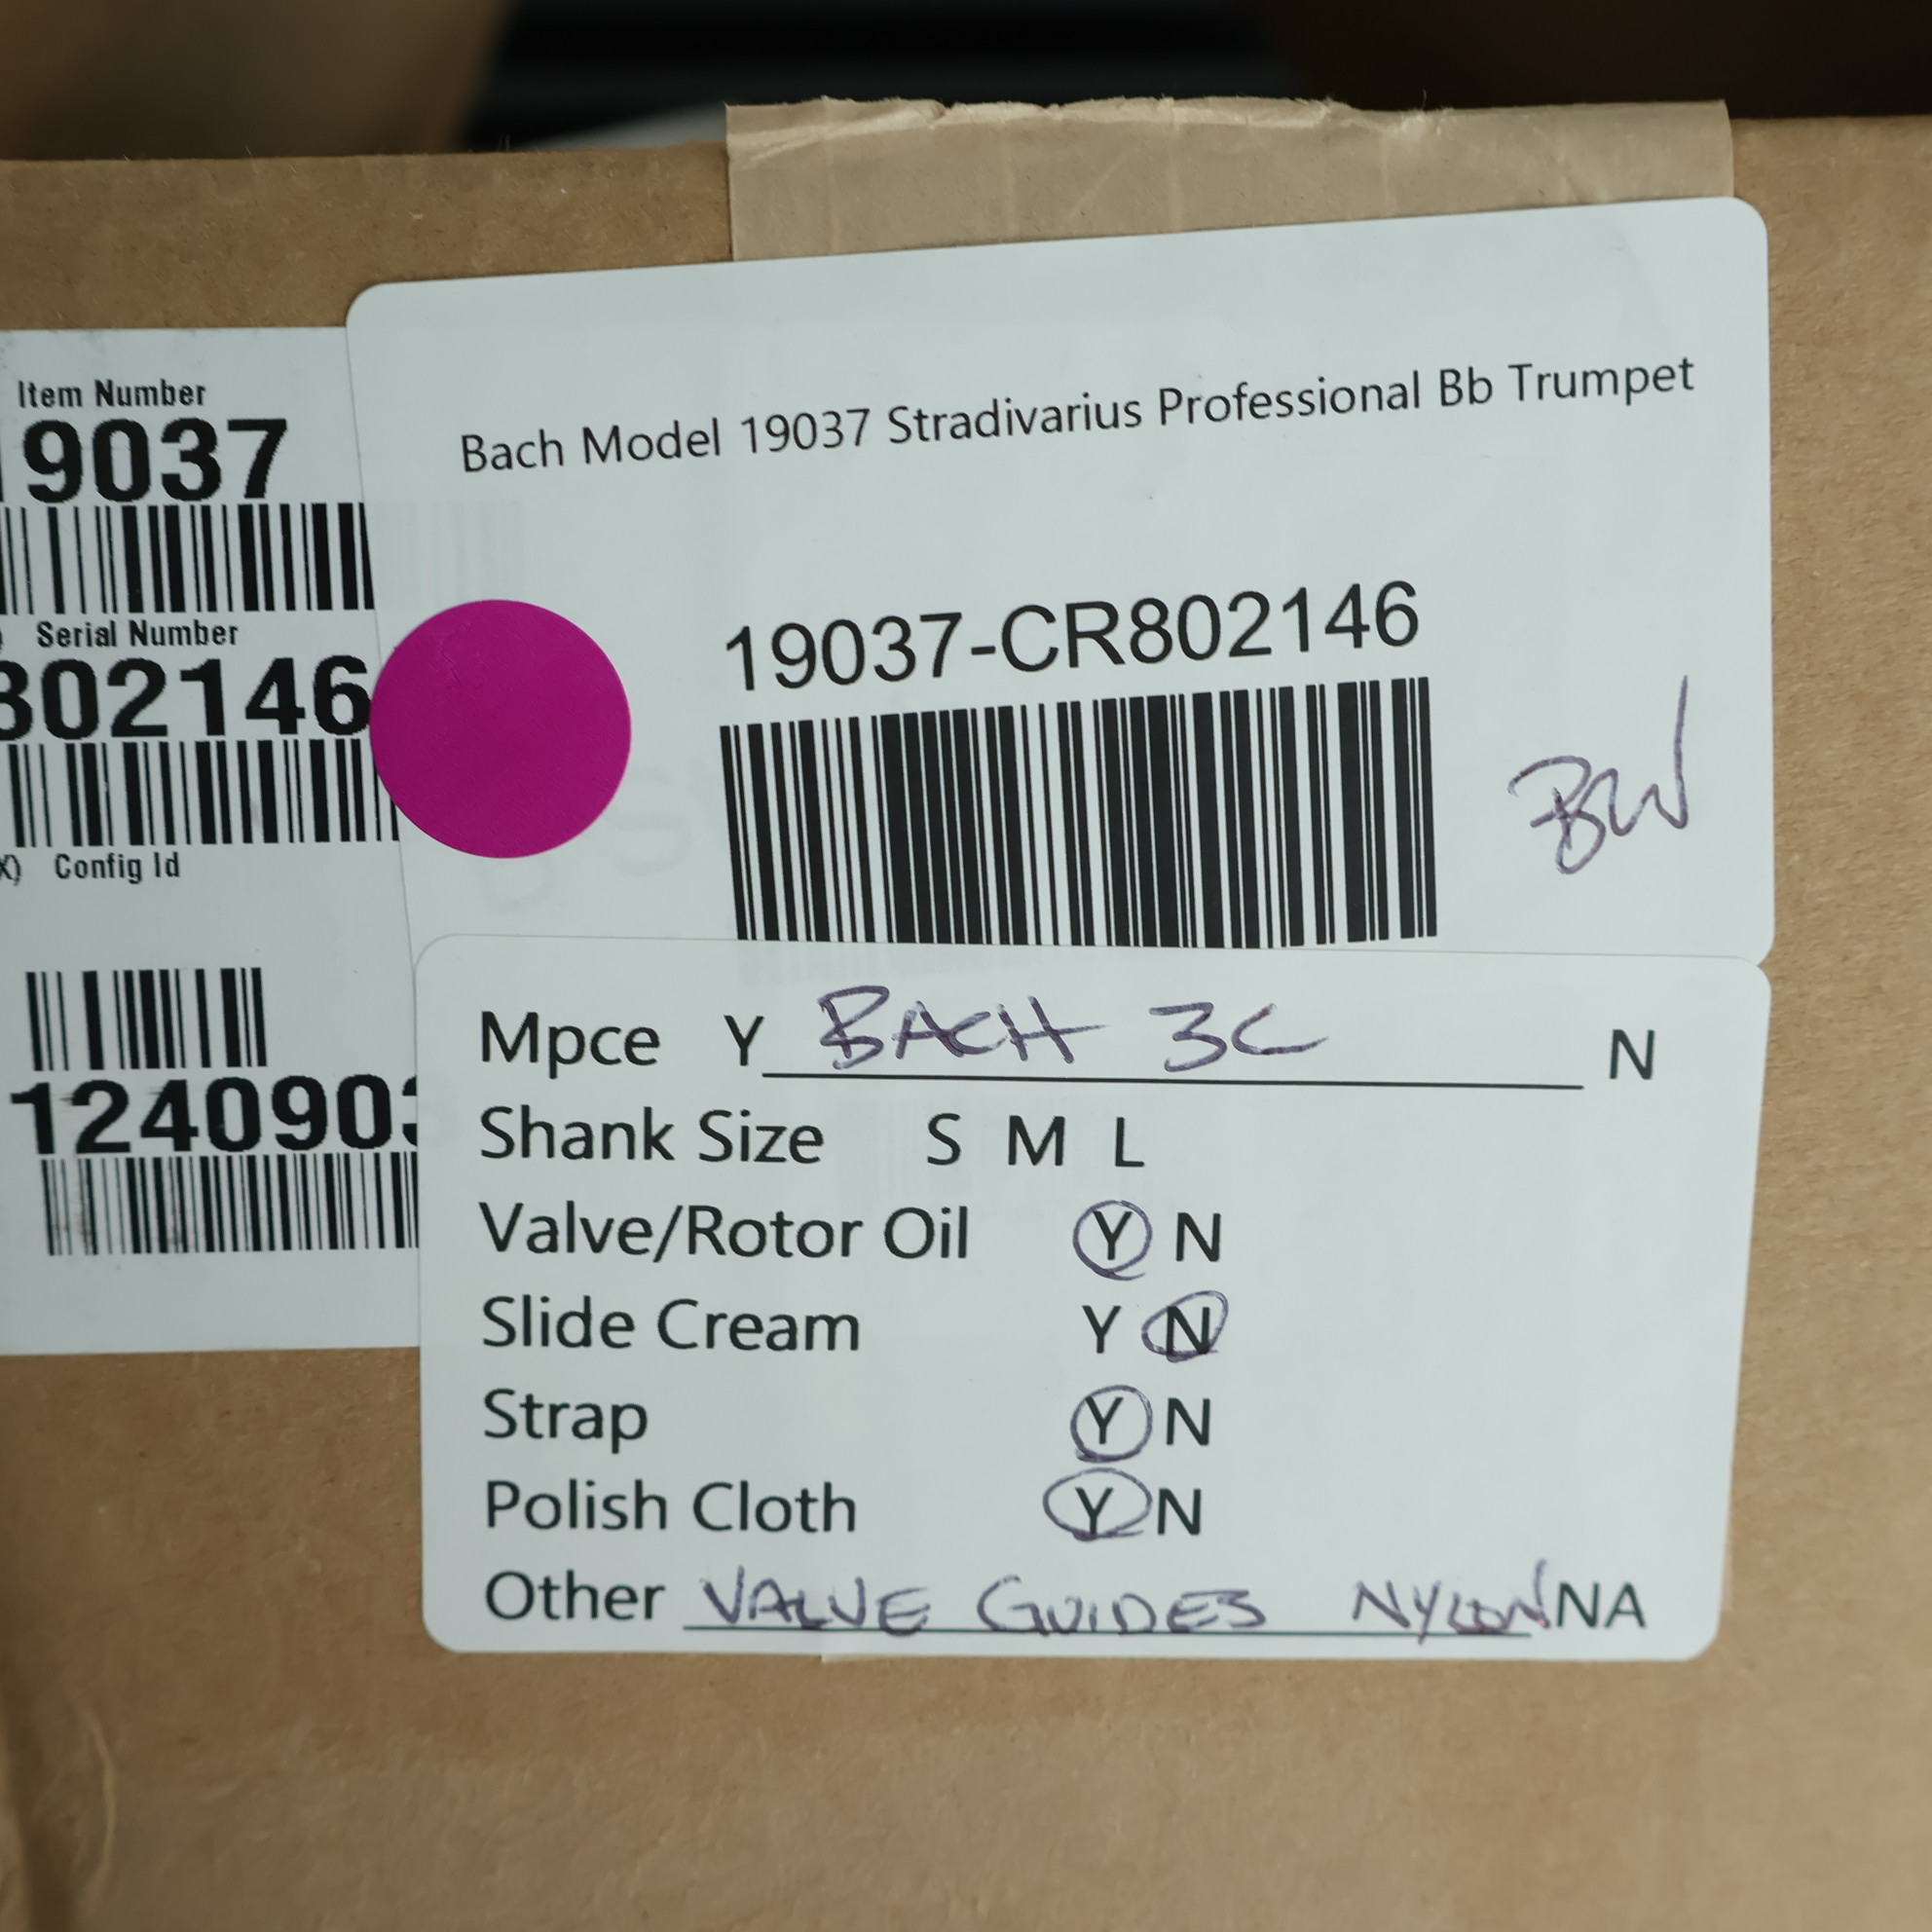 Item Number
19037
Serial Number
802146
X) Config Id
1240903
Bach Model 19037 Stradivarius Professional Bb Trumpet
19037-CR802146
BW
Mpce Y BACH 3C N
Shank Size S M L
Valve/Rotor Oil Y N
Slide Cream Y N
Strap Y N
Polish Cloth Y N
Other VALVE GUIDES NYLON NA